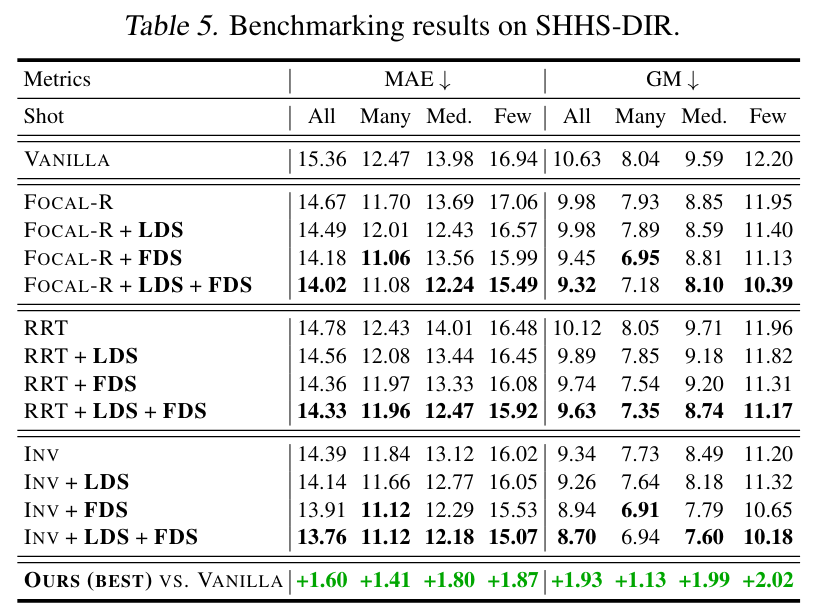 Table 5. Benchmarking results on SHHS-DIR.
Metrics MAE ↓ GM ↓
Shot All Many Med. Few All Many Med. Few
VANILLA 15.36 12.47 13.98 16.94 10.63 8.04 9.59 12.20
FOCAL-R 14.67 11.70 13.69 17.06 9.98 7.93 8.85 11.95
FOCAL-R + LDS 14.49 12.01 12.43 16.57 9.98 7.89 8.59 11.40
FOCAL-R + FDS 14.18 11.06 13.56 15.99 9.45 6.95 8.81 11.13
FOCAL-R + LDS + FDS 14.02 11.08 12.24 15.49 9.32 7.18 8.10 10.39
RRT 14.78 12.43 14.01 16.48 10.12 8.05 9.71 11.96
RRT + LDS 14.56 12.08 13.44 16.45 9.89 7.85 9.18 11.82
RRT + FDS 14.36 11.97 13.33 16.08 9.74 7.54 9.20 11.31
RRT + LDS + FDS 14.33 11.96 12.47 15.92 9.63 7.35 8.74 11.17
INV 14.39 11.84 13.12 16.02 9.34 7.73 8.49 11.20
INV + LDS 14.14 11.66 12.77 16.05 9.26 7.64 8.18 11.32
INV + FDS 13.91 11.12 12.29 15.53 8.94 6.91 7.79 10.65
INV + LDS + FDS 13.76 11.12 12.18 15.07 8.70 6.94 7.60 10.18
OURS (BEST) VS. VANILLA +1.60 +1.41 +1.80 +1.87 +1.93 +1.13 +1.99 +2.02